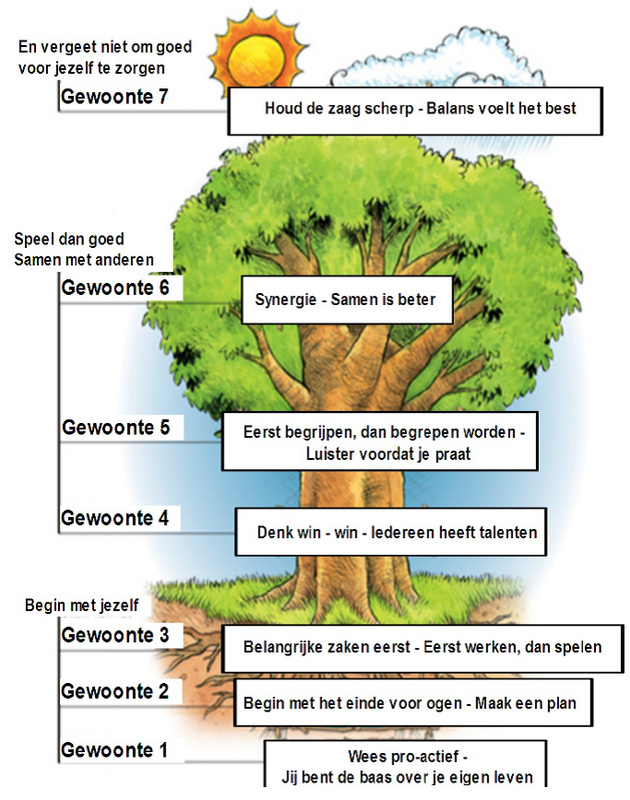 En vergeet niet om goed
voor jezelf te zorgen
Gewoonte 7
Houd de zaag scherp - Balans voelt het best
Speel dan goed
Samen met anderen
Gewoonte 6
Synergie - Samen is beter
Gewoonte 5
Eerst begrijpen, dan begrepen worden -
Luister voordat je praat
Gewoonte 4
Denk win - win - Iedereen heeft talenten
Begin met jezelf
Gewoonte 3
Belangrijke zaken eerst - Eerst werken, dan spelen
Gewoonte 2
Begin met het einde voor ogen - Maak een plan
Gewoonte 1
Wees pro-actief -
Jij bent de baas over je eigen leven